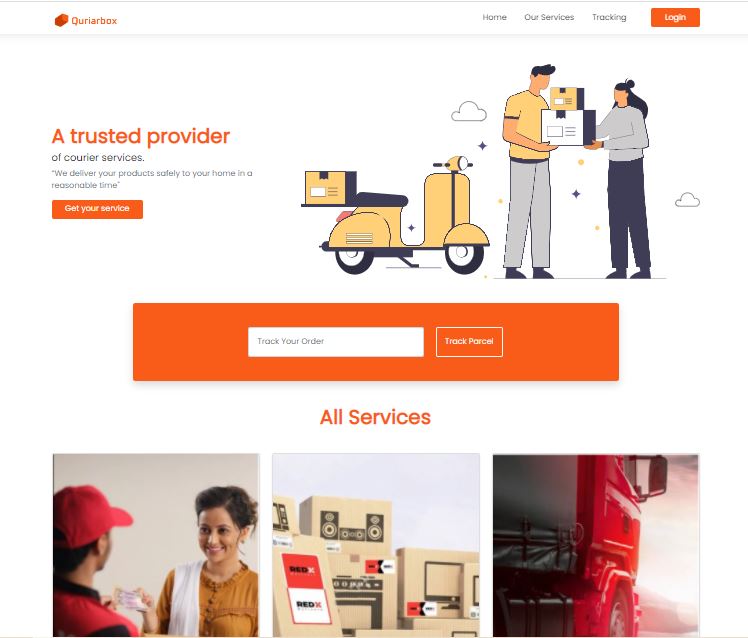 Quriarbox
Home
Our Services
Tracking
Login
A trusted provider
of courier services.
"We deliver your products safely to your home in a
reasonable time"
Get your service
Track Your Order
Track Parcel
All Services
REDX
REDX